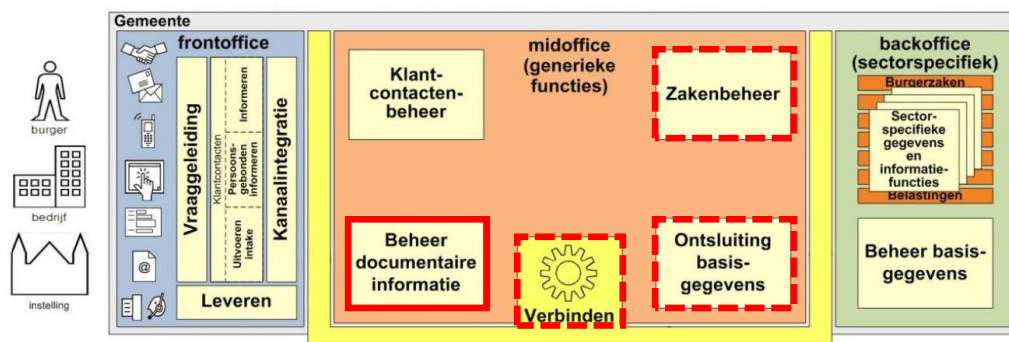 Gemeente
burger
bedrijf
instelling
frontoffice
@
Vraaggeleiding
Klantcontacten
Informeren
Persoons-
gebonden
informeren
Uitvoeren
intake
Kanaalintegratie
Leveren
midoffice
(generieke
functies)
Klant-
contacten-
beheer
Zakenbeheer
Beheer
documentaire
informatie
Verbinden
Ontsluiting
basis-
gegevens
backoffice
(sectorspecifiek)
Burgerzaken
Sector-
specifieke
gegevens
en
informatie-
functies
Belastingen
Beheer basis-
gegevens